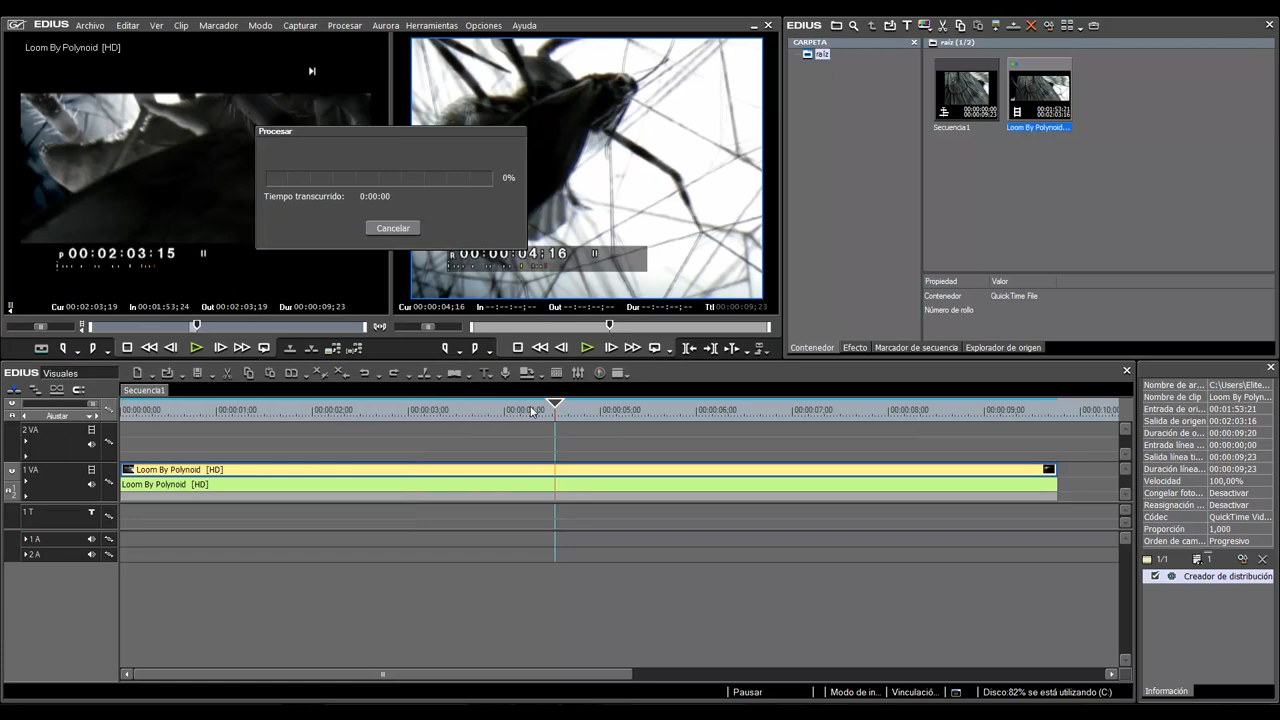 EDIUS Archivo Editar Ver Clip Marcador Modo Capturar Procesar Aurora Herramientas Opciones Ayuda
Loom By Polynoid [HD]
Procesar
0%
Tiempo transcurrido: 0:00:00
Cancelar
P 00:02:03:15
R 00:00:04:16
Cur 00:02:03;19 In 00:01:53;24 Out 00:02:03;19 Dur 00:00:09;23
Cur 00:00:04;16 In --:--:--;-- Out --:--:--;-- Dur --:--:--;-- Ttl 00:00:09;23
EDIUS
CARPETA
raíz
raíz (1/2)
00:00:00;00
00:00:09;23
Secuencia1
00:01:53;21
00:02:03;16
Loom By Polynoid...
Propiedad Valor
Contenedor QuickTime File
Número de rollo
Contenedor Efecto Marcador de secuencia Explorador de origen
EDIUS Visuales
Secuencia1
Ajustar
00:00:00;00 00:00:01;00 00:00:02;00 00:00:03;00 00:00:05;00 00:00:06;00 00:00:07;00 00:00:08;00 00:00:09;00
2 VA
1 VA
Loom By Polynoid [HD]
Loom By Polynoid [HD]
1
2
1 T
T
1 A
2 A
Nombre de ar... C:\Users\Elite...
Nombre de clip Loom By Polyn...
Entrada de ori... 00:01:53;21
Salida de origen 00:02:03;16
Duración de o... 00:00:09;20
Entrada línea ... 00:00:00;00
Salida línea ti... 00:00:09;23
Duración línea... 00:00:09;23
Velocidad 100,00%
Congelar foto... Desactivar
Reasignación ... Desactivar
Códec QuickTime Vid...
Proporción 1,000
Orden de cam... Progresivo
1/1 1
Creador de distribución
Información
Pausar Modo de in... Vinculació... Disco:82% se está utilizando (C:)